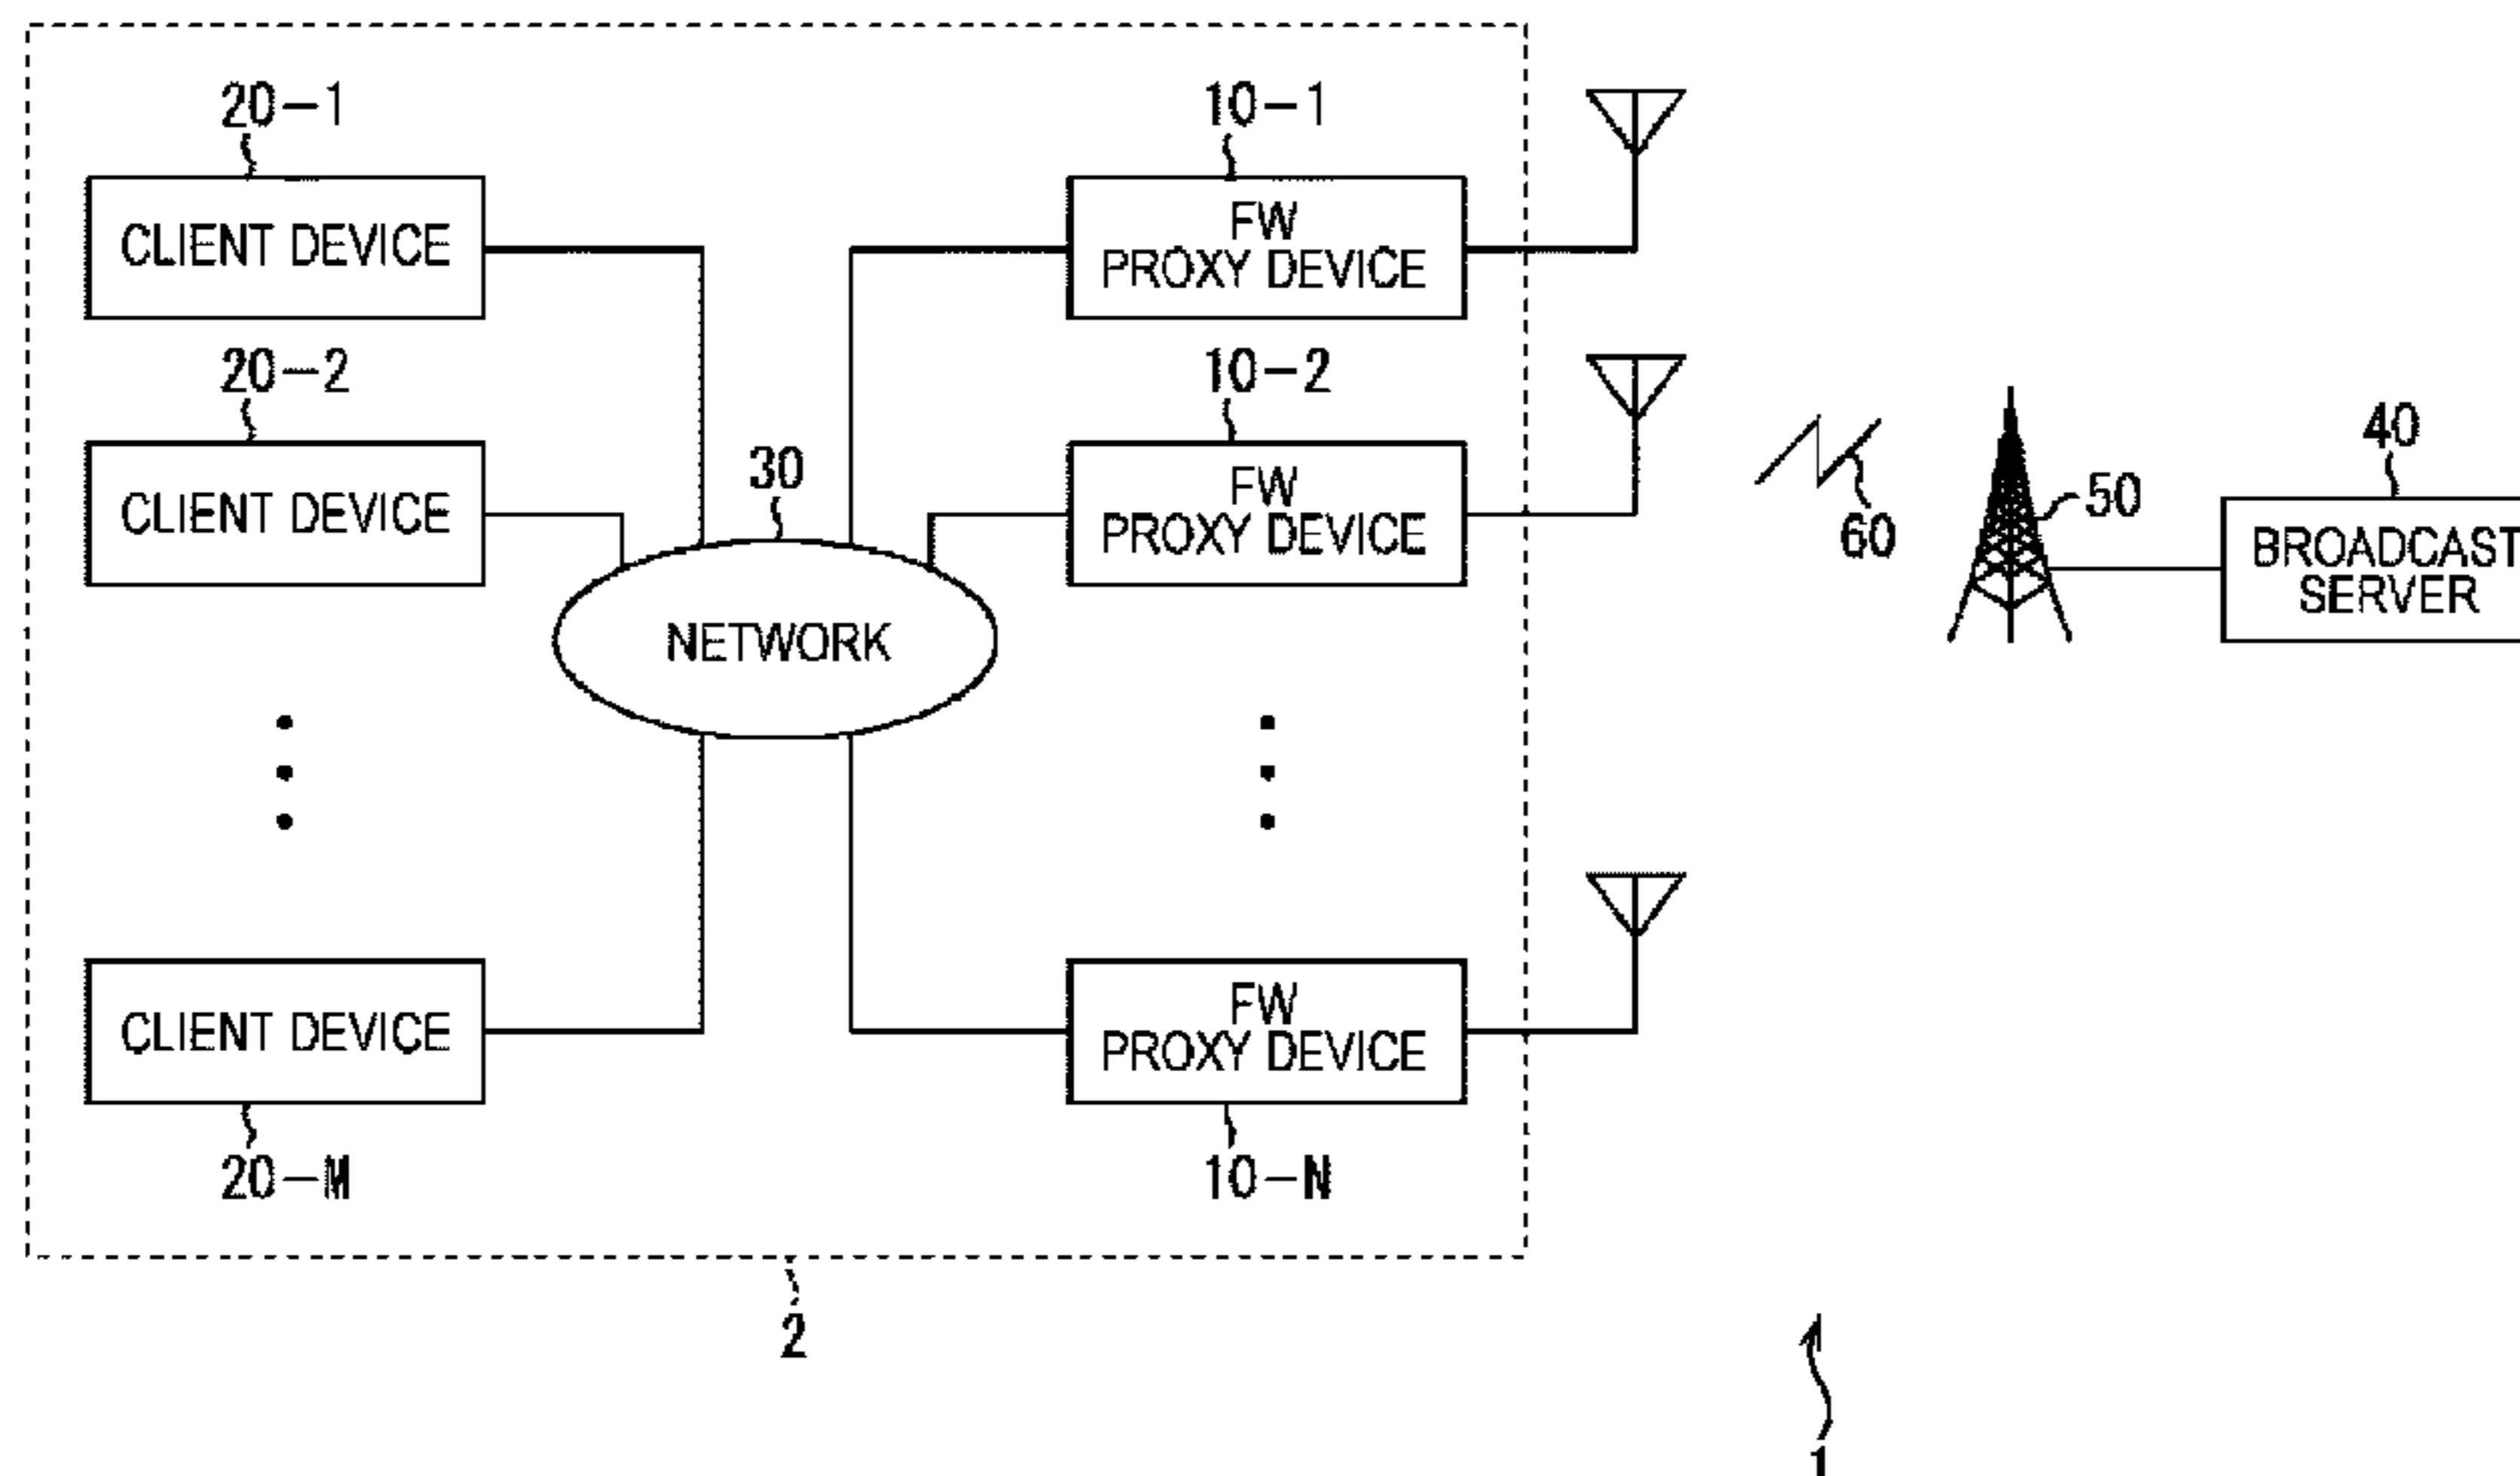 20-1
10-1
CLIENT DEVICE
FW
PROXY DEVICE
20-2
10-2
CLIENT DEVICE
FW
PROXY DEVICE
30
NETWORK
60
50
40
BROADCAST
SERVER
CLIENT DEVICE
FW
PROXY DEVICE
20-M
10-N
2
1